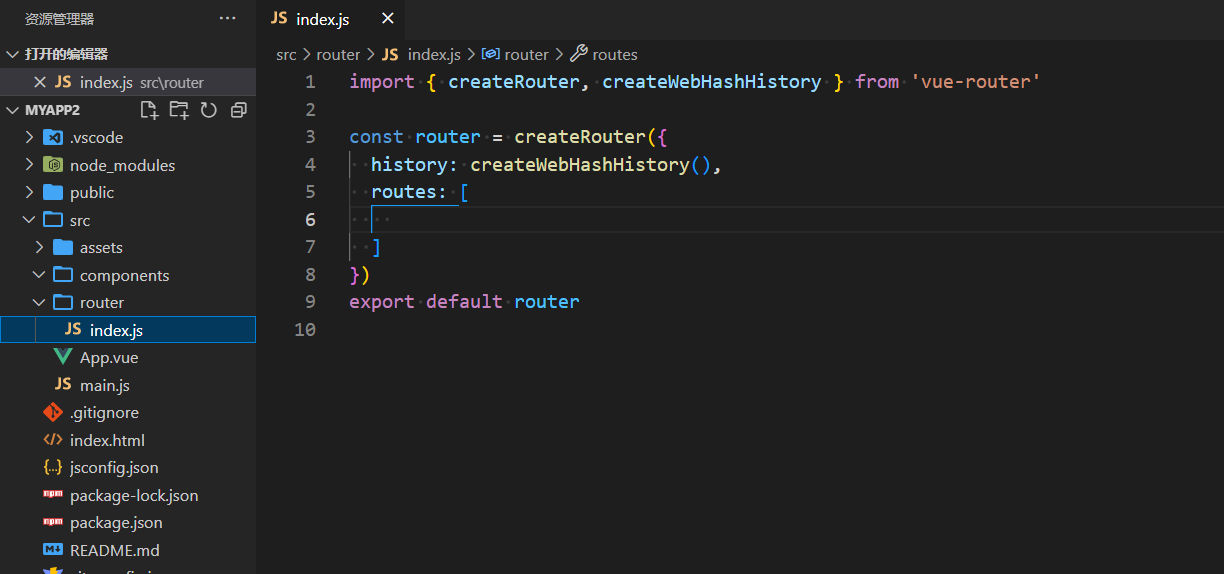 资源管理器 ···
打开的编辑器
JS index.js src\router
MYAPP2
.vscode
node_modules
public
src
assets
components
router
JS index.js
App.vue
JS main.js
.gitignore
index.html
{..} jsconfig.json
npm package-lock.json
npm package.json
README.md
JS index.js
src > router > JS index.js > router > routes
1 import { createRouter, createWebHashHistory } from 'vue-router'
2
3 const router = createRouter({
4 history: createWebHashHistory(),
5 routes: [
6
7 ]
8 })
9 export default router
10